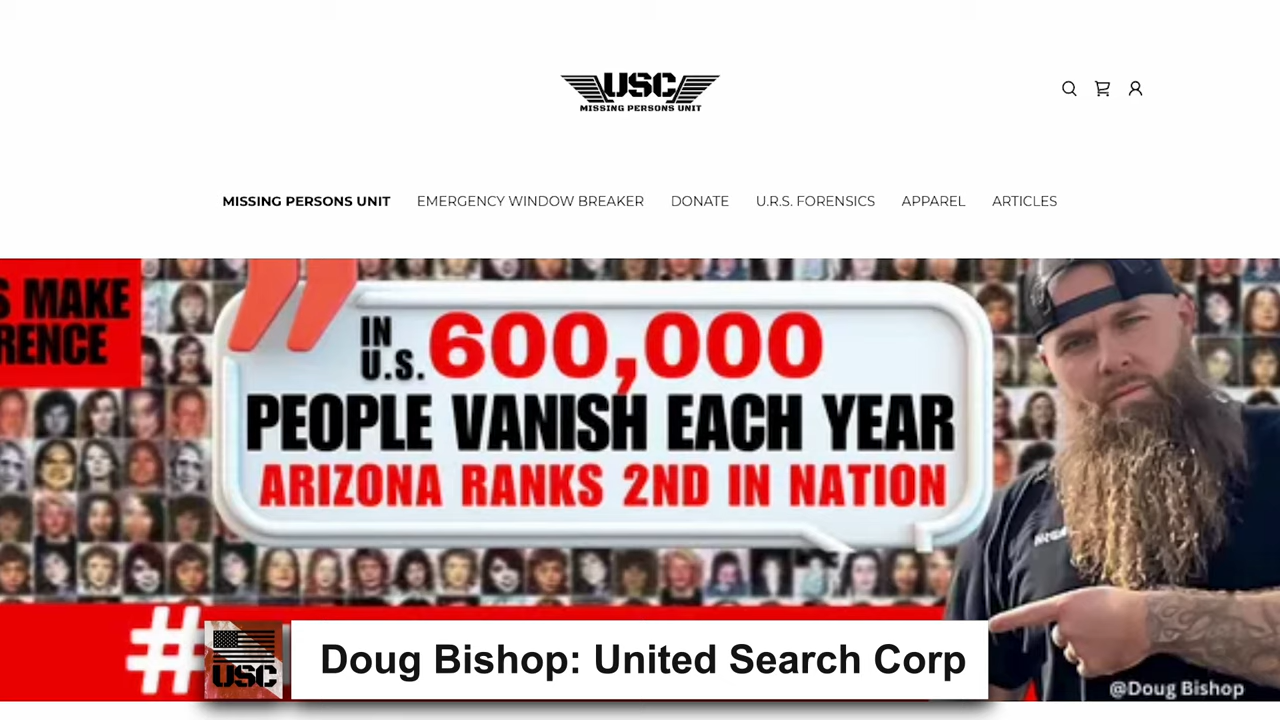 USC
MISSING PERSONS UNIT
MISSING PERSONS UNIT EMERGENCY WINDOW BREAKER DONATE U.R.S. FORENSICS APPAREL ARTICLES
S MAKE
RENCE
IN
U.S. 600,000
PEOPLE VANISH EACH YEAR
ARIZONA RANKS 2ND IN NATION
#
USC
Doug Bishop: United Search Corp
@Doug Bishop